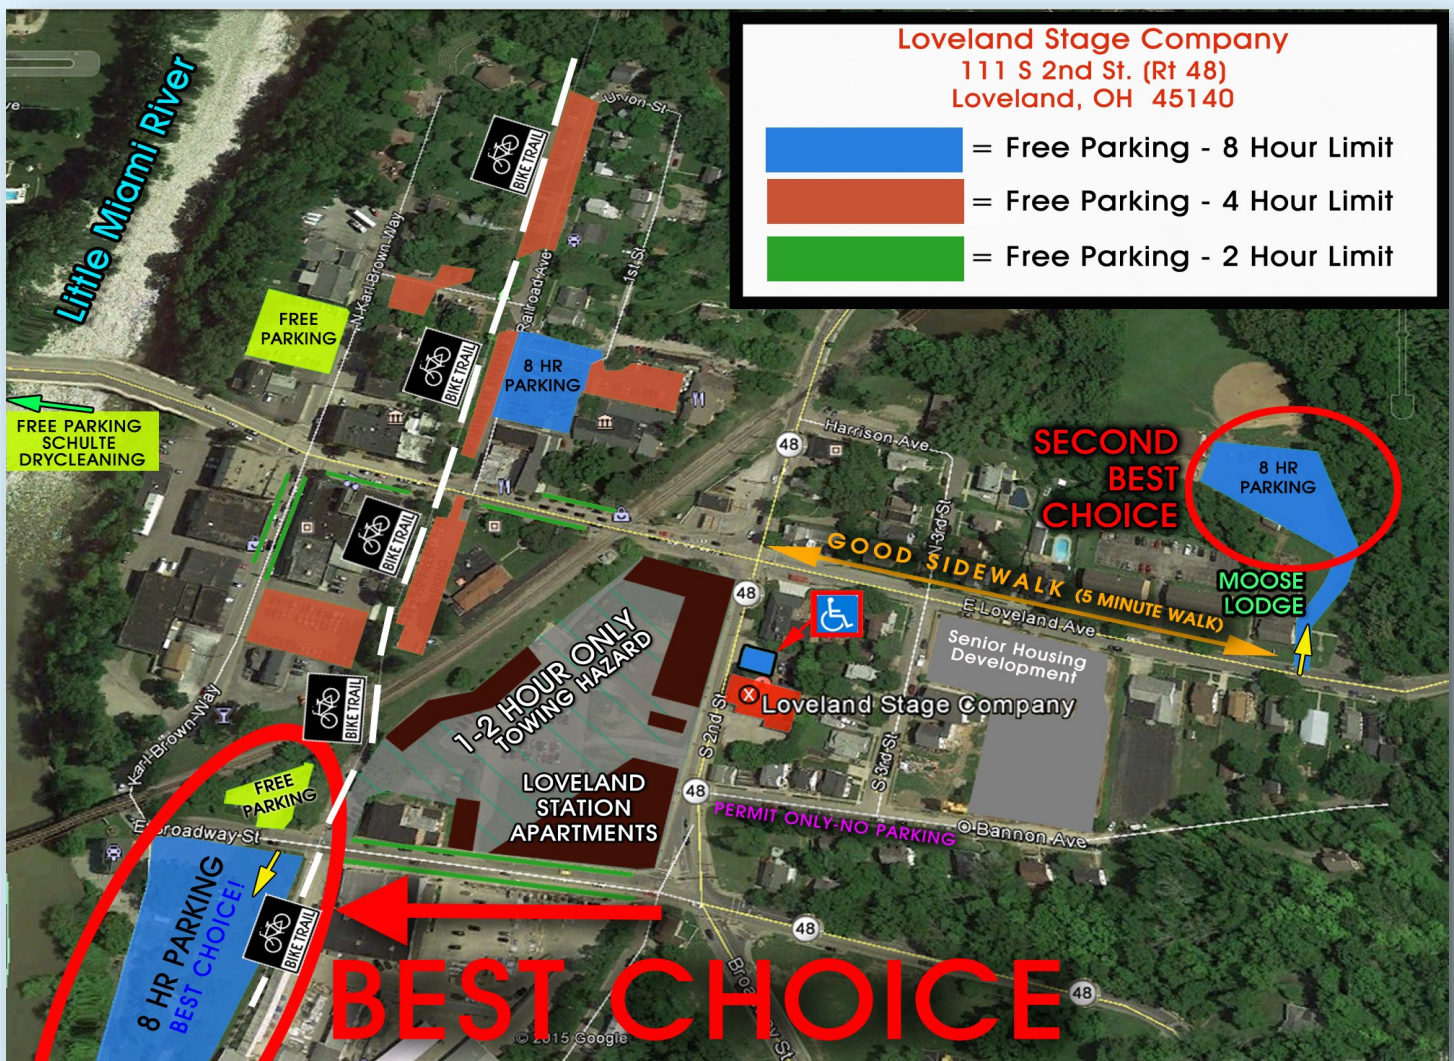 Loveland Stage Company
111 S 2nd St. (Rt 48)
Loveland, OH 45140
= Free Parking - 8 Hour Limit
= Free Parking - 4 Hour Limit
= Free Parking - 2 Hour Limit
Little Miami River
Union St
BIKE TRAIL
N Karl Brown Way
1st St
Railroad Ave
FREE
PARKING
BIKE TRAIL
8 HR
PARKING
FREE PARKING
SCHULTE
DRYCLEANING
48
Harrison Ave
SECOND
BEST
CHOICE
8 HR
PARKING
N 3rd St
BIKE TRAIL
GOOD SIDEWALK (5 MINUTE WALK)
MOOSE
LODGE
48
E Loveland Ave
1-2 HOUR ONLY
TOWING HAZARD
Senior Housing
Development
X
Loveland Stage Company
BIKE TRAIL
Karl Brown Way
S 2nd St
S 3rd St
FREE
PARKING
LOVELAND
STATION
APARTMENTS
48
PERMIT ONLY-NO PARKING
O Bannon Ave
E Broadway St
8 HR PARKING
BEST CHOICE!
BIKE TRAIL
48
BEST CHOICE
48
Broadway St
© 2015 Google